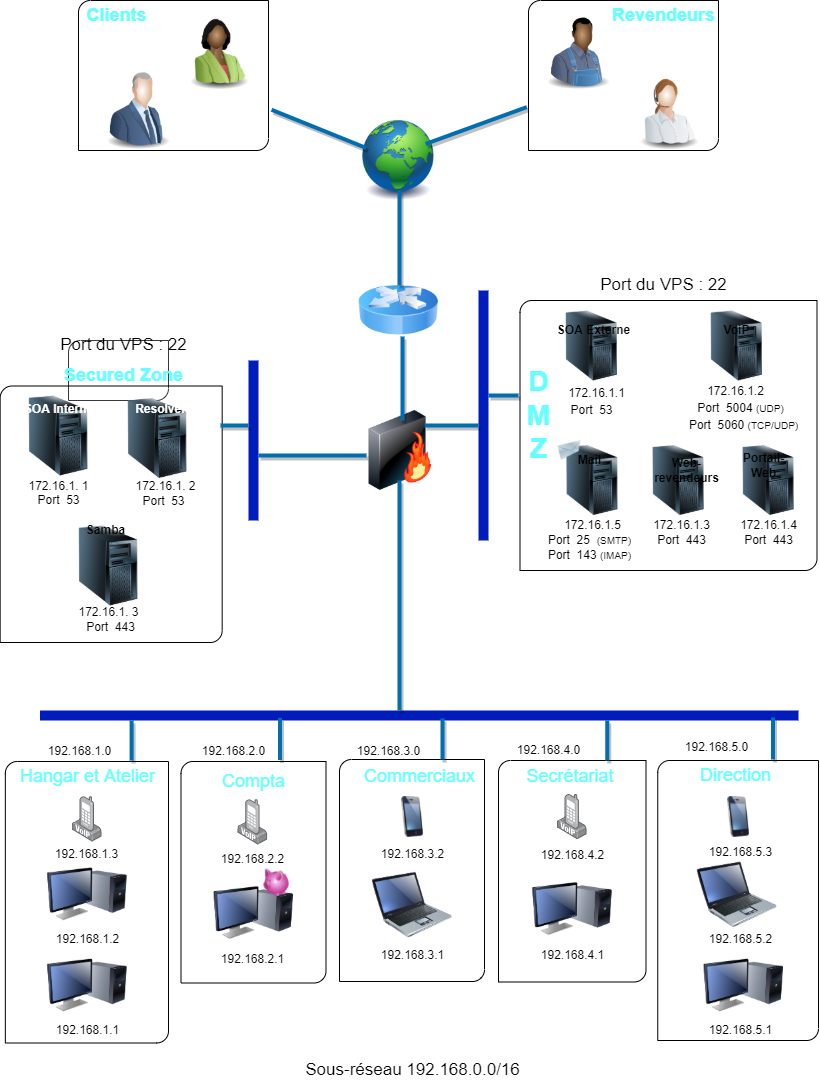 Clients
Revendeurs
Port du VPS : 22
Port du VPS : 22
Secured Zone
SOA Intern
Resolver
172.16.1. 1
Port 53
172.16.1. 2
Port 53
Samba
172.16.1. 3
Port 443
D
M
Z
SOA Externe
172.16.1.1
Port 53
VoiP
172.16.1.2
Port 5004 (UDP)
Port 5060 (TCP/UDP)
Mail
172.16.1.5
Port 25 (SMTP)
Port 143 (IMAP)
Web-
revendeurs
172.16.1.3
Port 443
Portails
Web
172.16.1.4
Port 443
192.168.1.0
Hangar et Atelier
VoIP
192.168.1.3
192.168.1.2
192.168.1.1
192.168.2.0
Compta
VoIP
192.168.2.2
192.168.2.1
192.168.3.0
Commerciaux
192.168.3.2
192.168.3.1
192.168.4.0
Secrètariat
VoIP
192.168.4.2
192.168.4.1
192.168.5.0
Direction
192.168.5.3
192.168.5.2
192.168.5.1
Sous-réseau 192.168.0.0/16